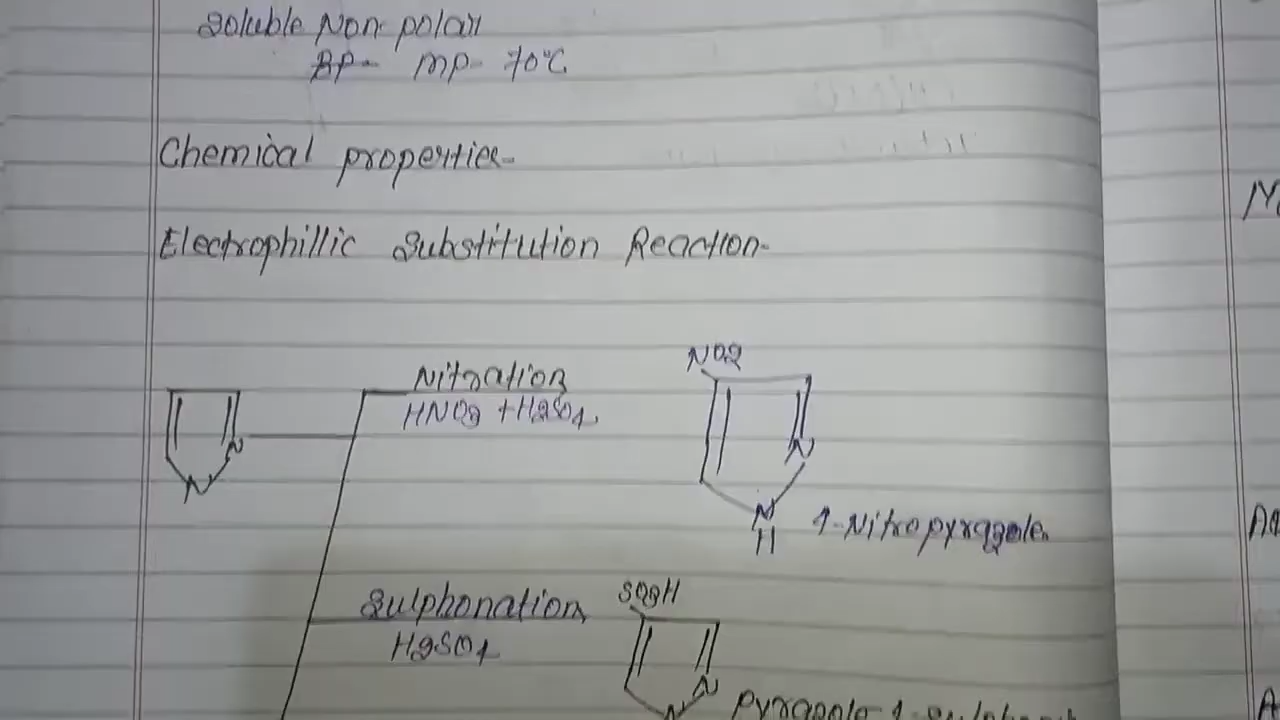 Soluble Non-polar
BP- MP- 70°C
Chemical properties-
Electrophillic Substitution Reaction-
Nitration
HNO3 + H2SO4
NO2
N
N
N
N
H
4-Nitropyrazole
Sulphonation
H2SO4
SO3H
N
N